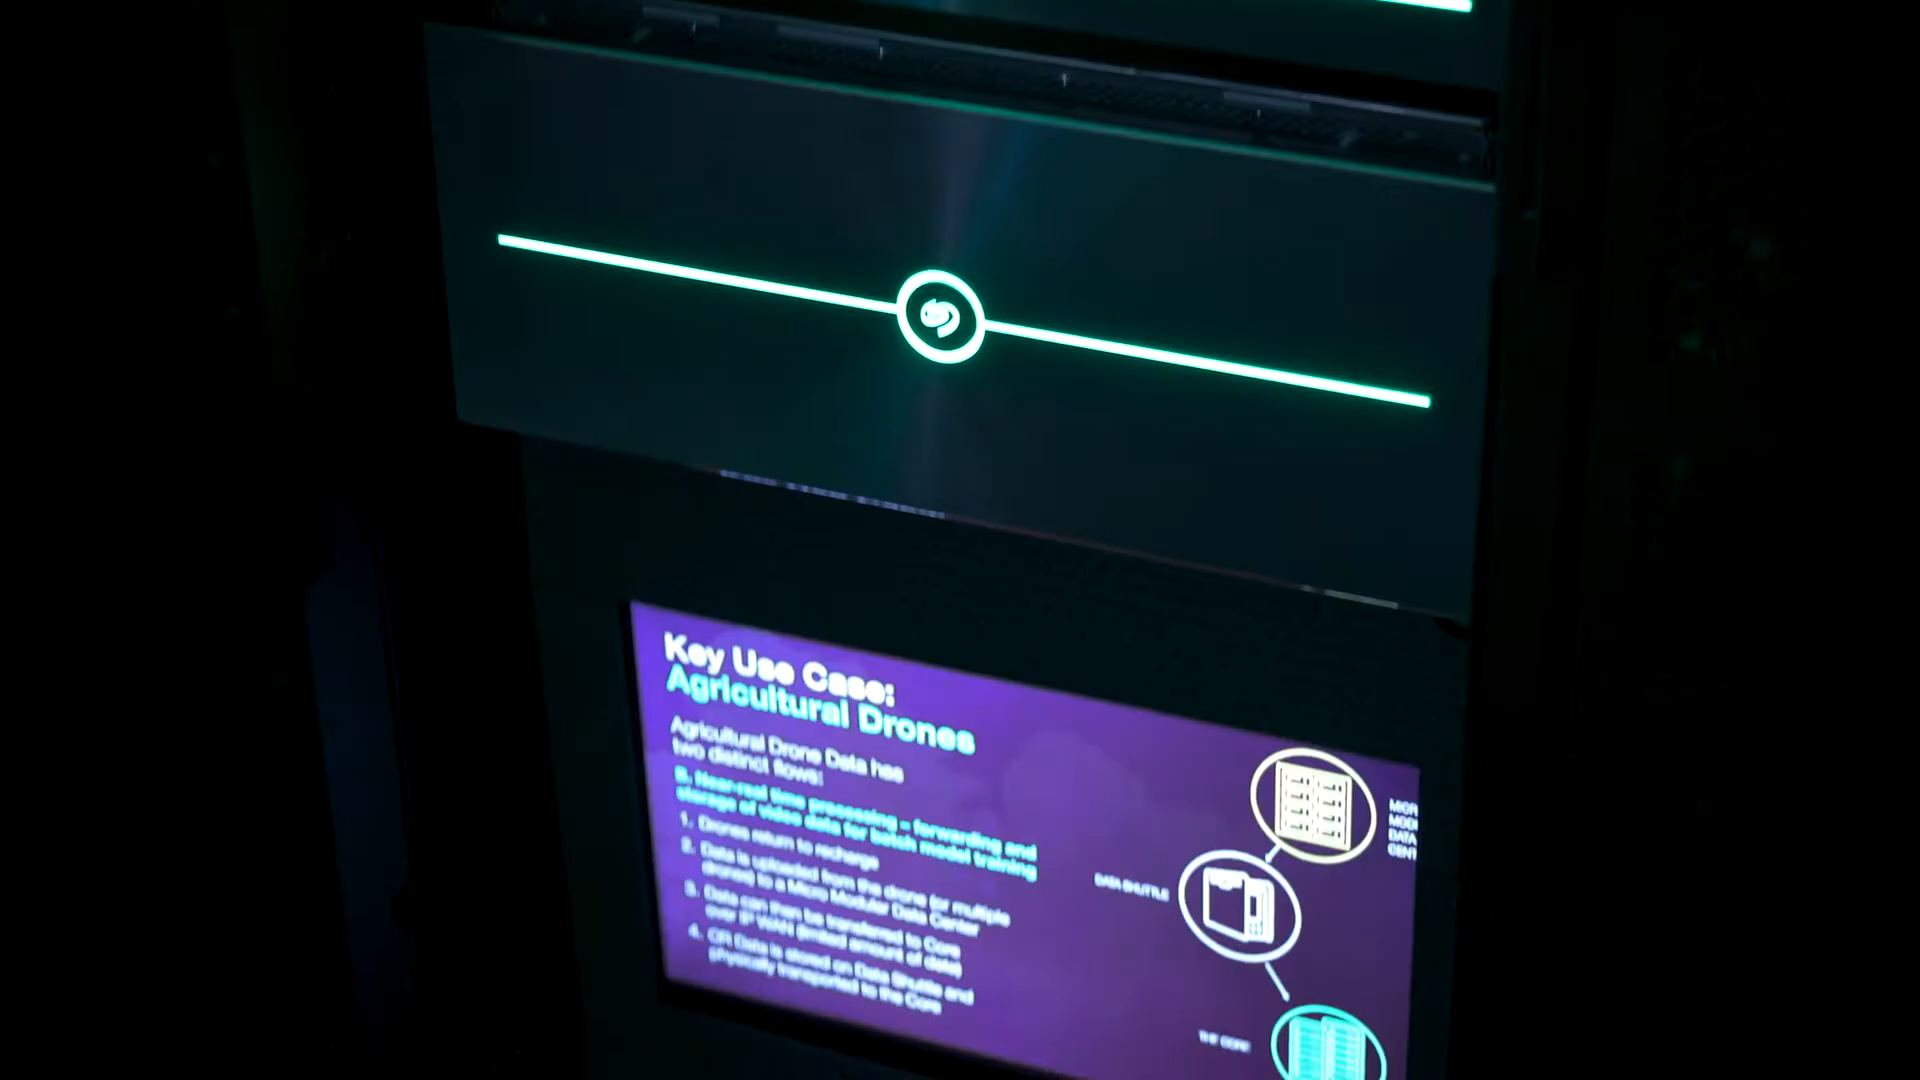 Key Use Case:
Agricultural Drones
Agricultural Drone Data has
two distinct flows:
B. Near-real time processing – forwarding and
storage of video data for batch model training
1. Drones return to recharge
2. Data is uploaded from the drone (or multiple
drones) to a Micro Modular Data Center
3. Data can then be transferred to Core
over IP WAN (limited amount of data)
4. OR Data is stored on Data Shuttle and
physically transported to the Core
MICR
MODU
DATA
CENT
DATA SHUTTLE
THE CORE